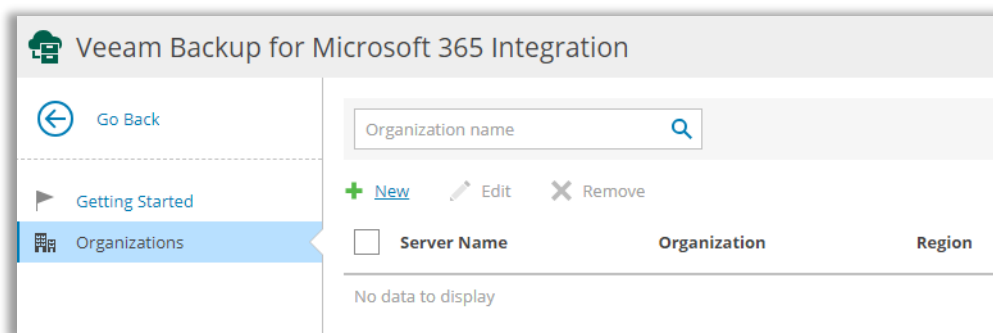 Veeam Backup for Microsoft 365 Integration
Go Back
Organization name
Getting Started
Organizations
New Edit Remove
Server Name Organization Region
No data to display